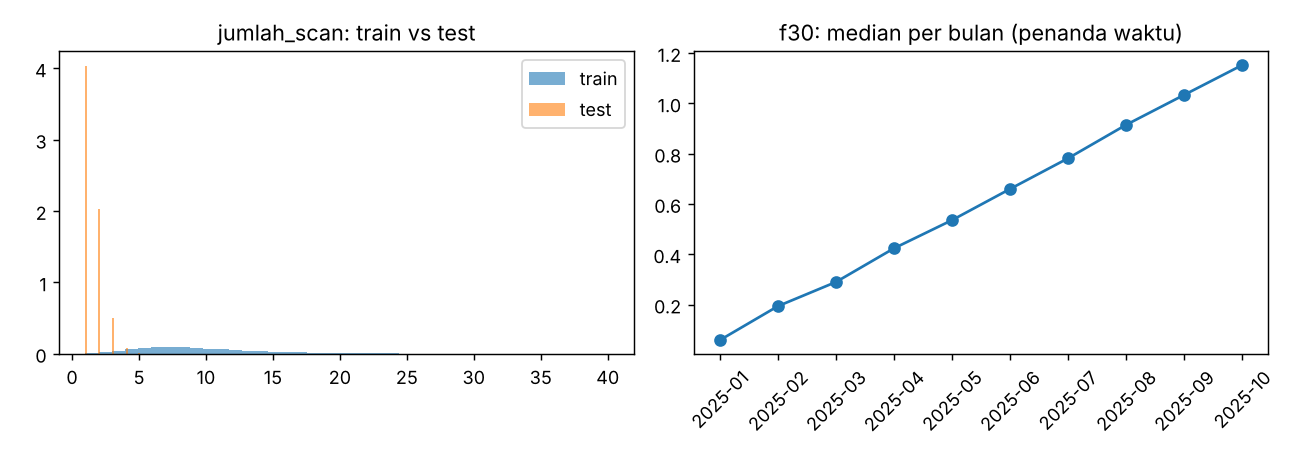 jumlah_scan: train vs test
train
test
4
3
2
1
0
0 5 10 15 20 25 30 35 40
f30: median per bulan (penanda waktu)
1.2
1.0
0.8
0.6
0.4
0.2
2025-01 2025-02 2025-03 2025-04 2025-05 2025-06 2025-07 2025-08 2025-09 2025-10